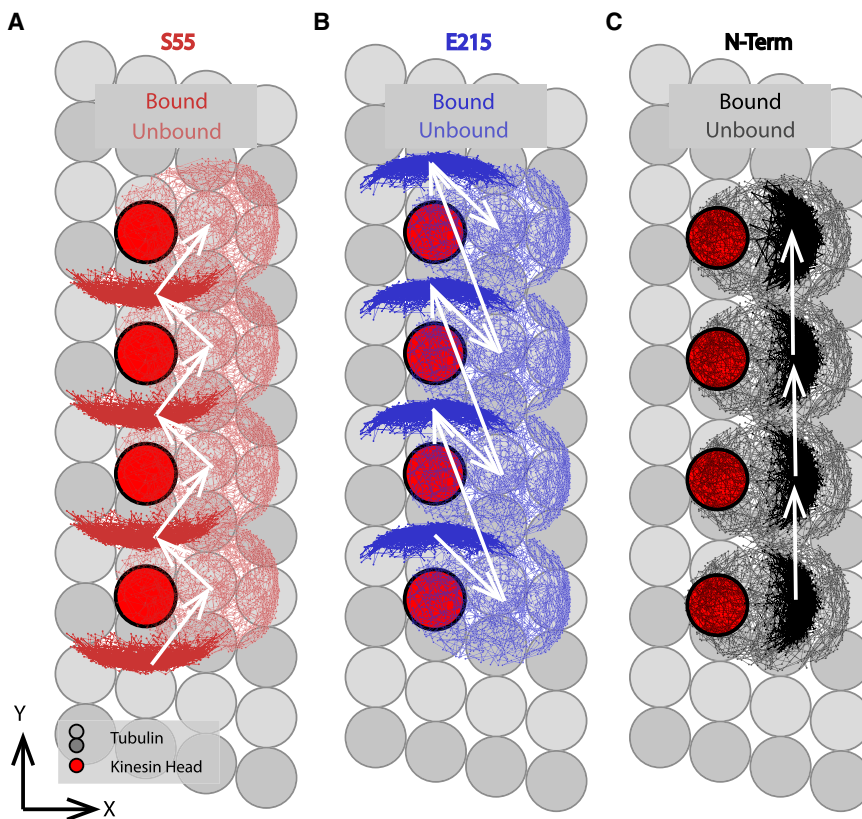 A
S55
Bound
Unbound
B
E215
Bound
Unbound
C
N-Term
Bound
Unbound
Y
X
Tubulin
Kinesin Head